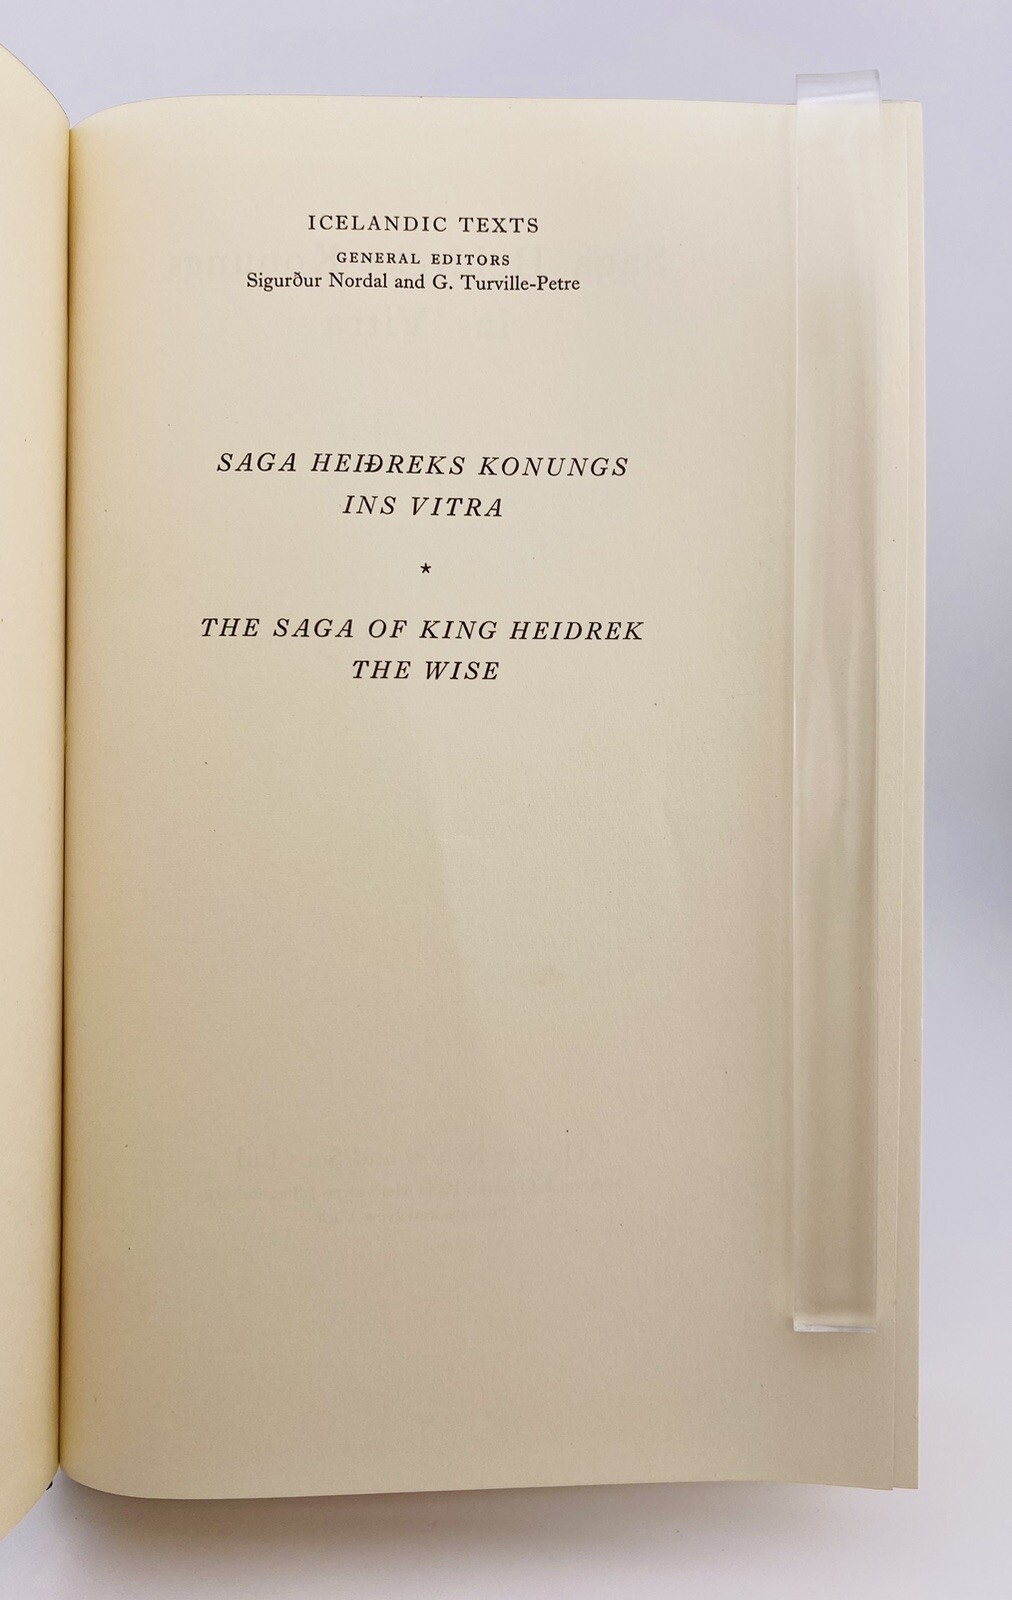 ICELANDIC TEXTS
GENERAL EDITORS
Sigurður Nordal and G. Turville-Petre
SAGA HEIÐREKS KONUNGS
INS VITRA
*
THE SAGA OF KING HEIDREK
THE WISE